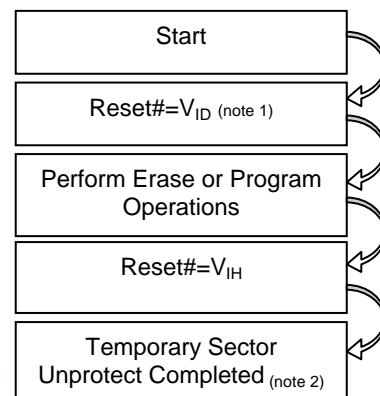 Start
Reset#=VID (note 1)
Perform Erase or Program
Operations
Reset#=VIH
Temporary Sector
Unprotect Completed (note 2)